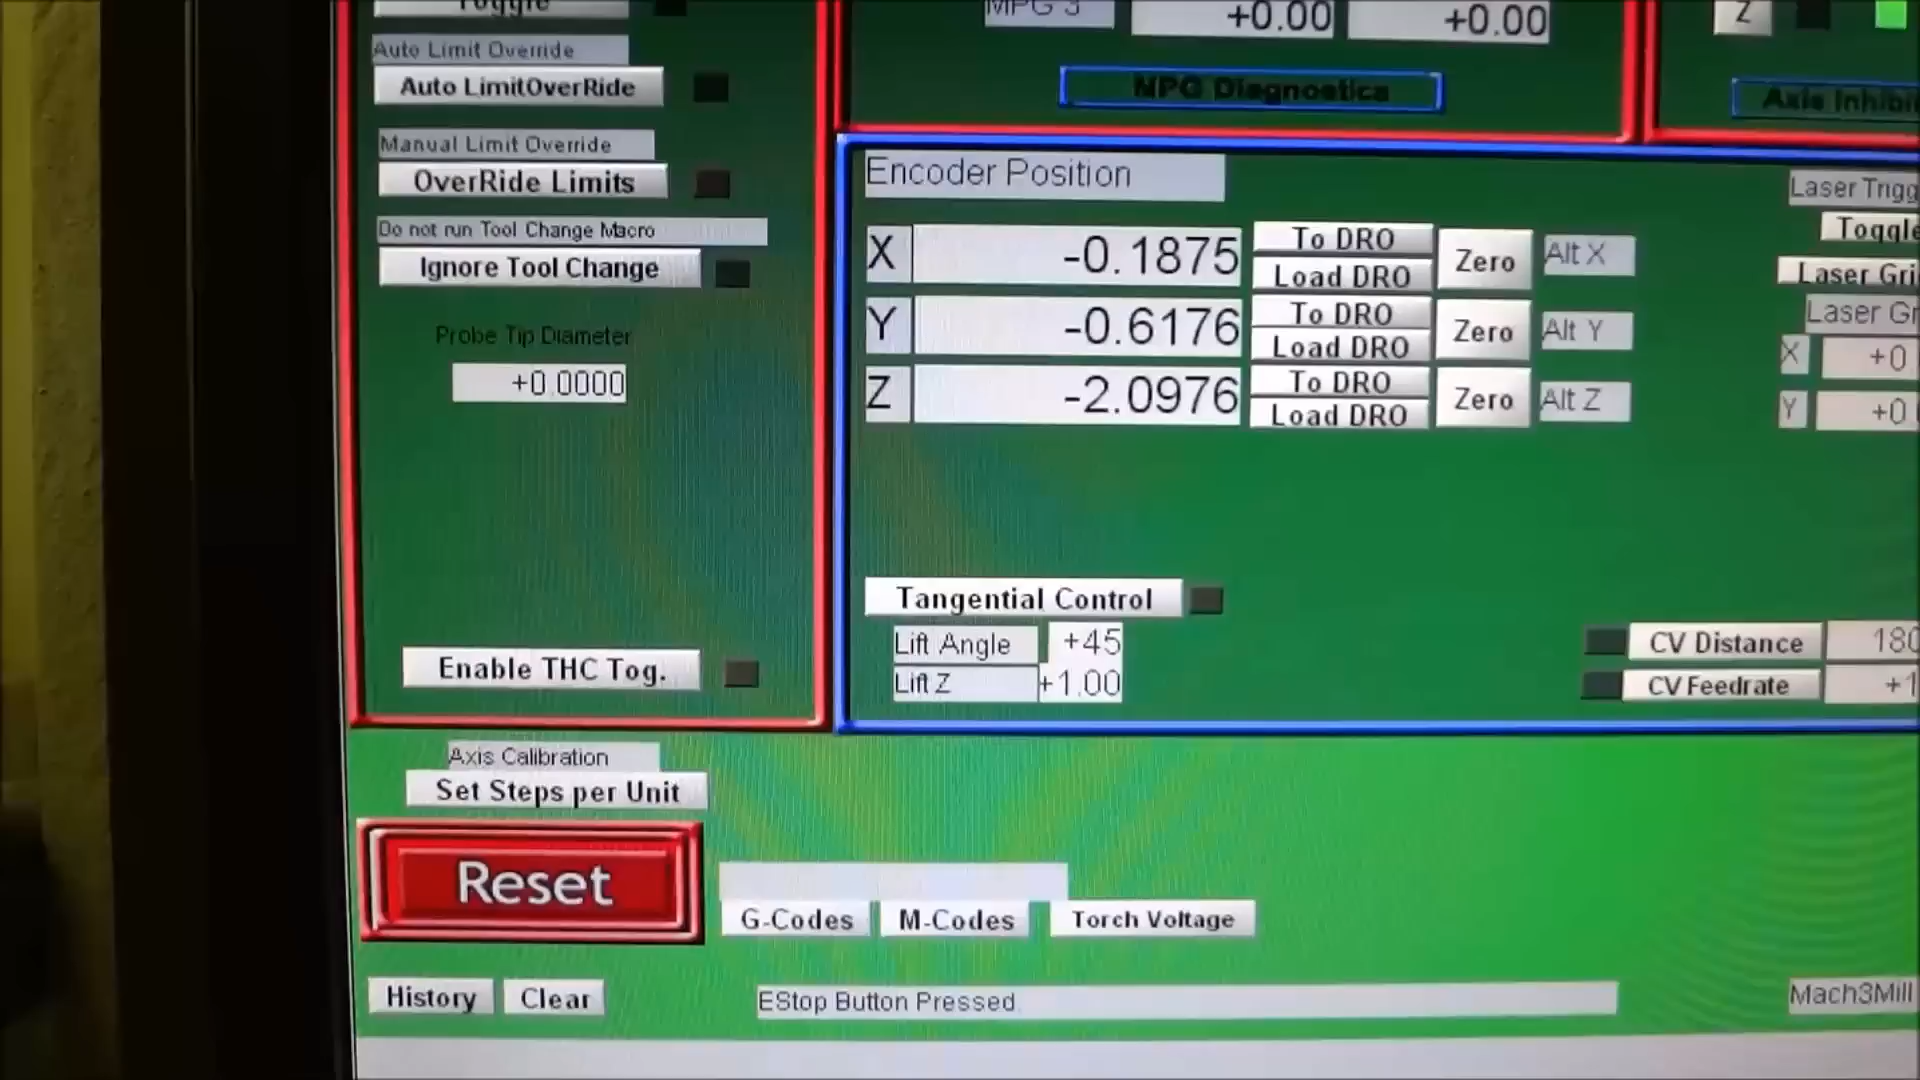 Toggle
Auto Limit Override
Auto LimitOverRide
Manual Limit Override
OverRide Limits
Do not run Tool Change Macro
Ignore Tool Change
Probe Tip Diameter
+0.0000
Enable THC Tog.
MPG 3 +0.00 +0.00
MPG Diagnostics
Z
Axis Inhibi
Encoder Position
X -0.1875 To DRO Load DRO Zero Alt X
Y -0.6176 To DRO Load DRO Zero Alt Y
Z -2.0976 To DRO Load DRO Zero Alt Z
Laser Trigg
Toggle
Laser Gri
Laser Gr
X +0
Y +0
Tangential Control
Lift Angle +45
Lift Z +1.00
CV Distance 180
CV Feedrate +1
Axis Calibration
Set Steps per Unit
Reset
G-Codes M-Codes Torch Voltage
History Clear EStop Button Pressed Mach3Mill